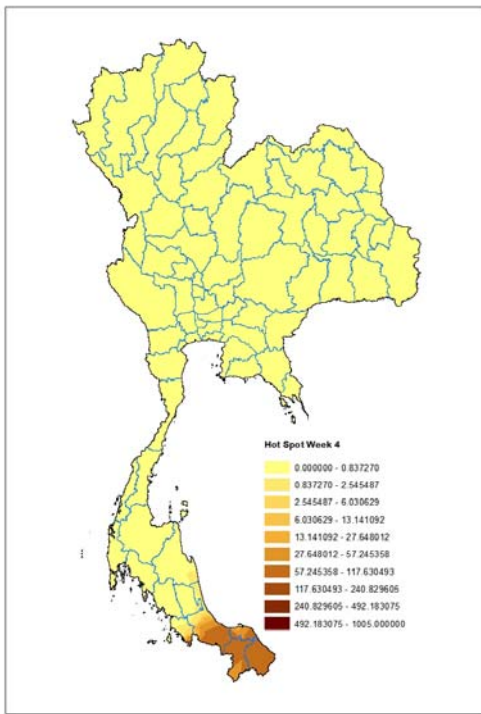 Hot Spot Week 4
0.000000 - 0.837270
0.837270 - 2.545487
2.545487 - 6.030629
6.030629 - 13.141092
13.141092 - 27.648012
27.648012 - 57.245358
57.245358 - 117.630493
117.630493 - 240.829605
240.829605 - 492.183075
492.183075 - 1005.000000